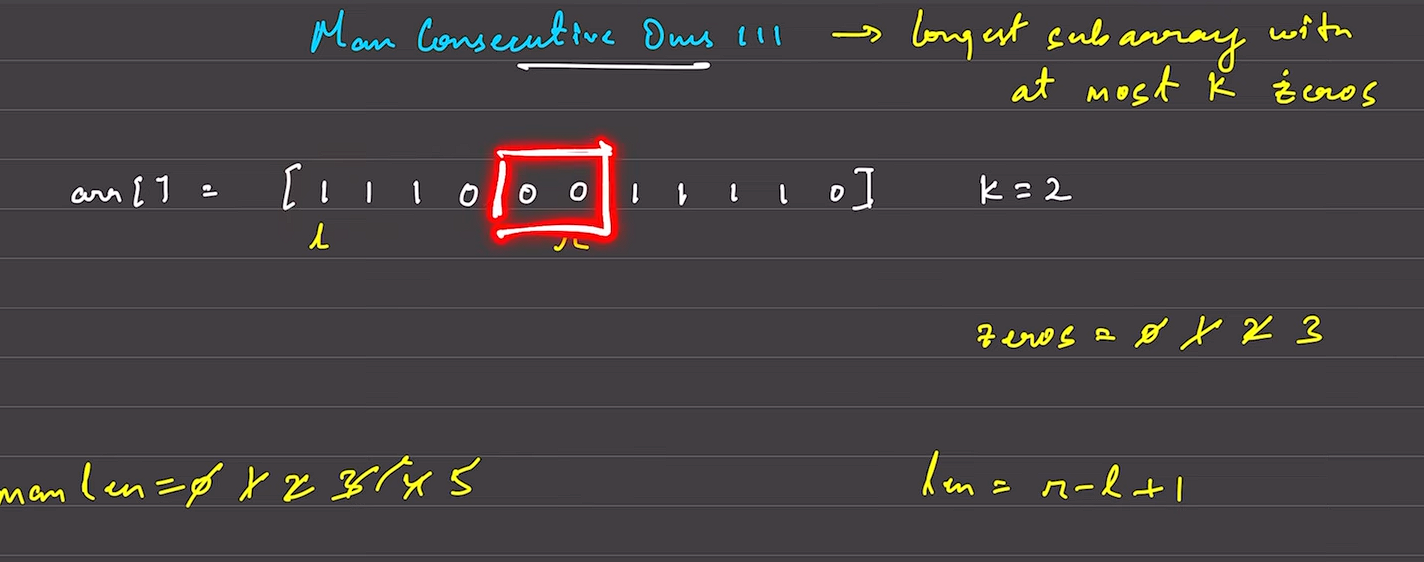 Max Consecutive Ones III → Longest subarray with
at most K zeros
arr[] = [1 1 1 0 0 0 1 1 1 1 0] K=2
l r
zeros = 0 1 2 3
maxlen = 0 1 2 3 4 5 len = r-l+1